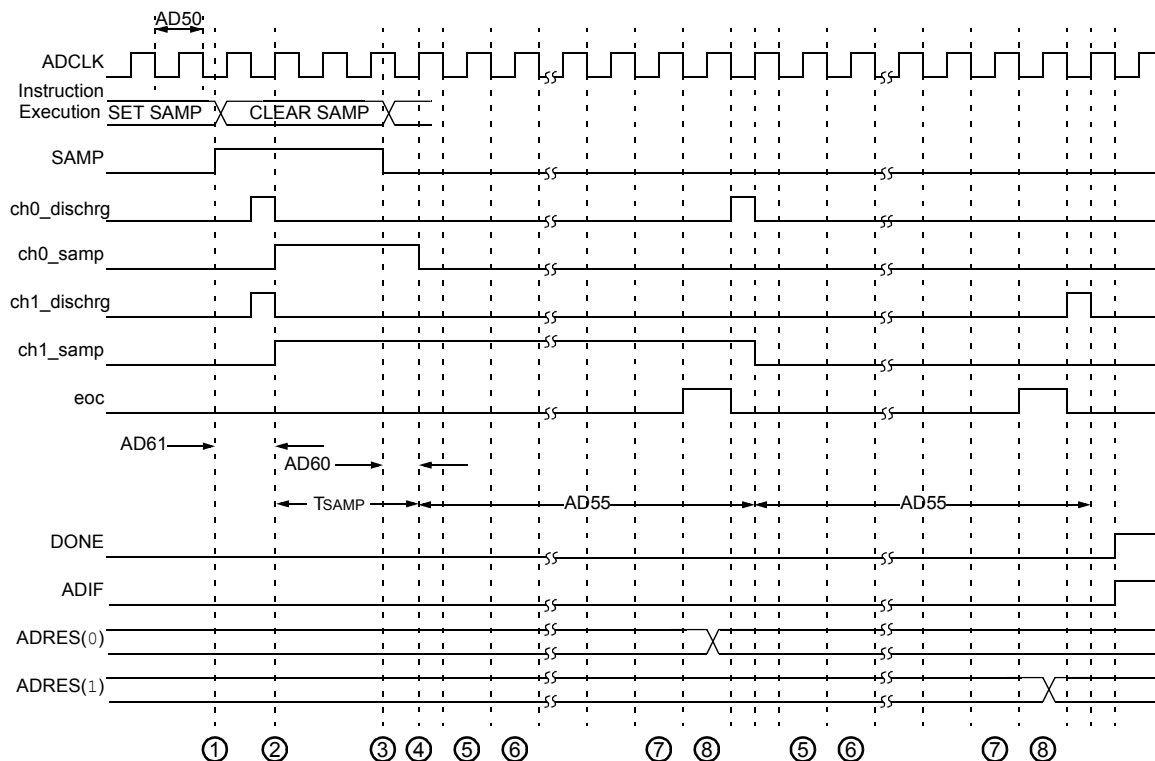 AD50
ADCLK
Instruction
Execution SET SAMP CLEAR SAMP
SAMP
ch0_dischrg
ch0_samp
ch1_dischrg
ch1_samp
eoc
AD61
AD60
TSAMP AD55 AD55
DONE
ADIF
ADRES(0)
ADRES(1)
1 2 3 4 5 6 7 8 5 6 7 8